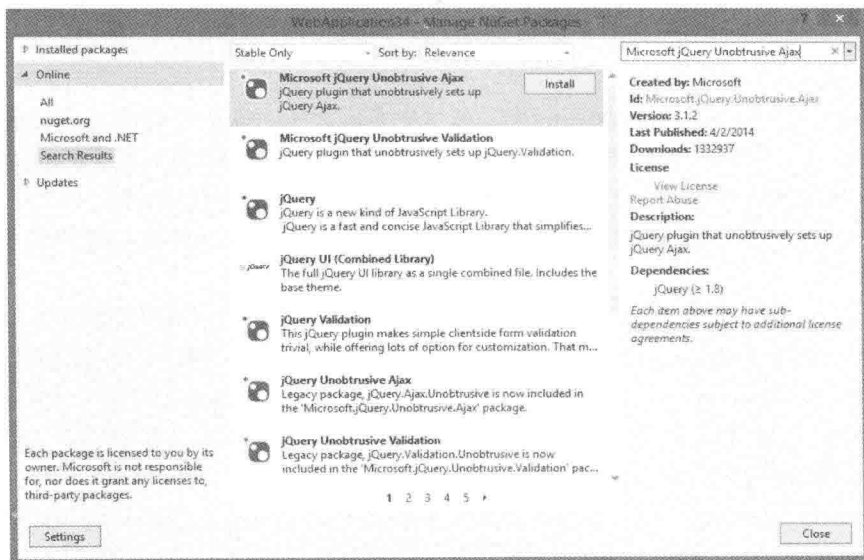 WebApplication34 - Manage NuGet Packages
? ×
Installed packages
Online
All
nuget.org
Microsoft and .NET
Search Results
Updates
Each package is licensed to you by its
owner. Microsoft is not responsible
for, nor does it grant any licenses to,
third-party packages.
Settings
Stable Only
Sort by: Relevance
Microsoft jQuery Unobtrusive Ajax
jQuery plugin that unobtrusively sets up
jQuery Ajax.
Install
Microsoft jQuery Unobtrusive Validation
jQuery plugin that unobtrusively sets up jQuery.Validation.
jQuery
jQuery is a new kind of JavaScript Library.
jQuery is a fast and concise JavaScript Library that simplifies...
jQuery
jQuery UI (Combined Library)
The full jQuery UI library as a single combined file. Includes the
base theme.
jQuery Validation
This jQuery plugin makes simple clientside form validation
trivial, while offering lots of option for customization. That m...
jQuery Unobtrusive Ajax
Legacy package, jQuery.Ajax.Unobtrusive is now included in
the 'Microsoft.jQuery.Unobtrusive.Ajax' package.
jQuery Unobtrusive Validation
Legacy package, jQuery.Validation.Unobtrusive is now
included in the 'Microsoft.jQuery.Unobtrusive.Validation' pac...
1 2 3 4 5
Microsoft jQuery Unobtrusive Ajax ×
Created by: Microsoft
Id: Microsoft.jQuery.Unobtrusive.Ajax
Version: 3.1.2
Last Published: 4/2/2014
Downloads: 1332937
License
View License
Report Abuse
Description:
jQuery plugin that unobtrusively sets up
jQuery Ajax.
Dependencies:
jQuery (≥ 1.8)
Each item above may have sub-
dependencies subject to additional license
agreements.
Close